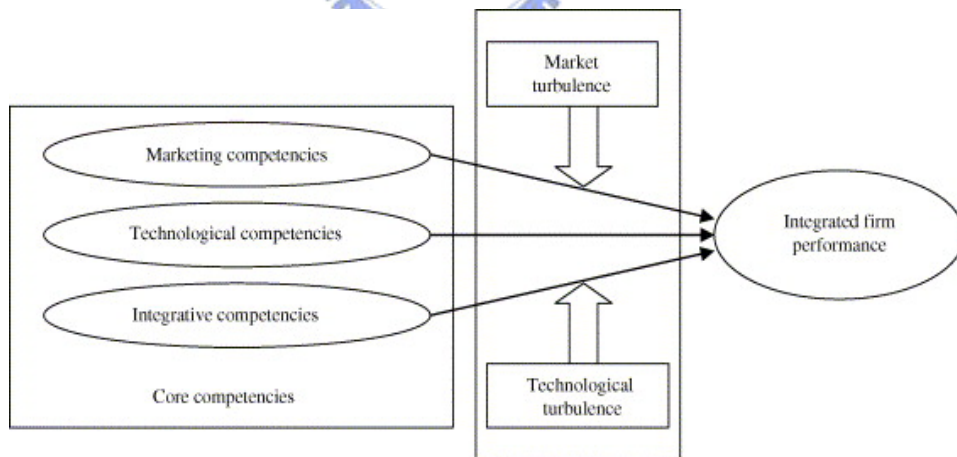 Market
turbulence
Marketing competencies
Technological competencies
Integrative competencies
Core competencies
Integrated firm
performance
Technological
turbulence